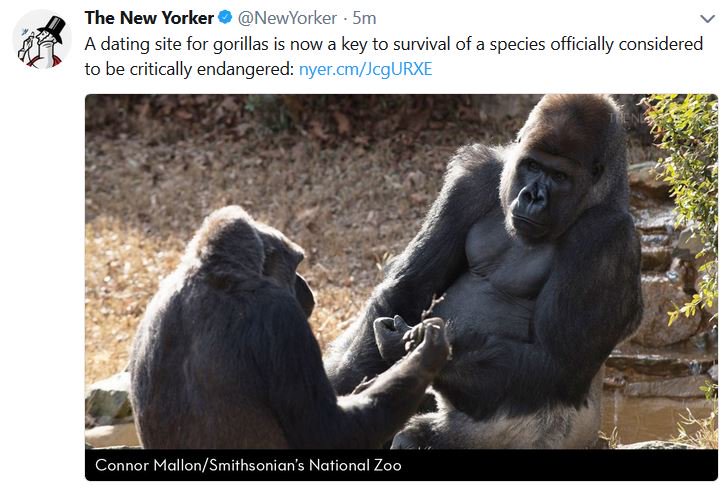 The New Yorker @NewYorker · 5m
A dating site for gorillas is now a key to survival of a species officially considered
to be critically endangered: nyer.cm/JcgURXE
Connor Mallon/Smithsonian's National Zoo